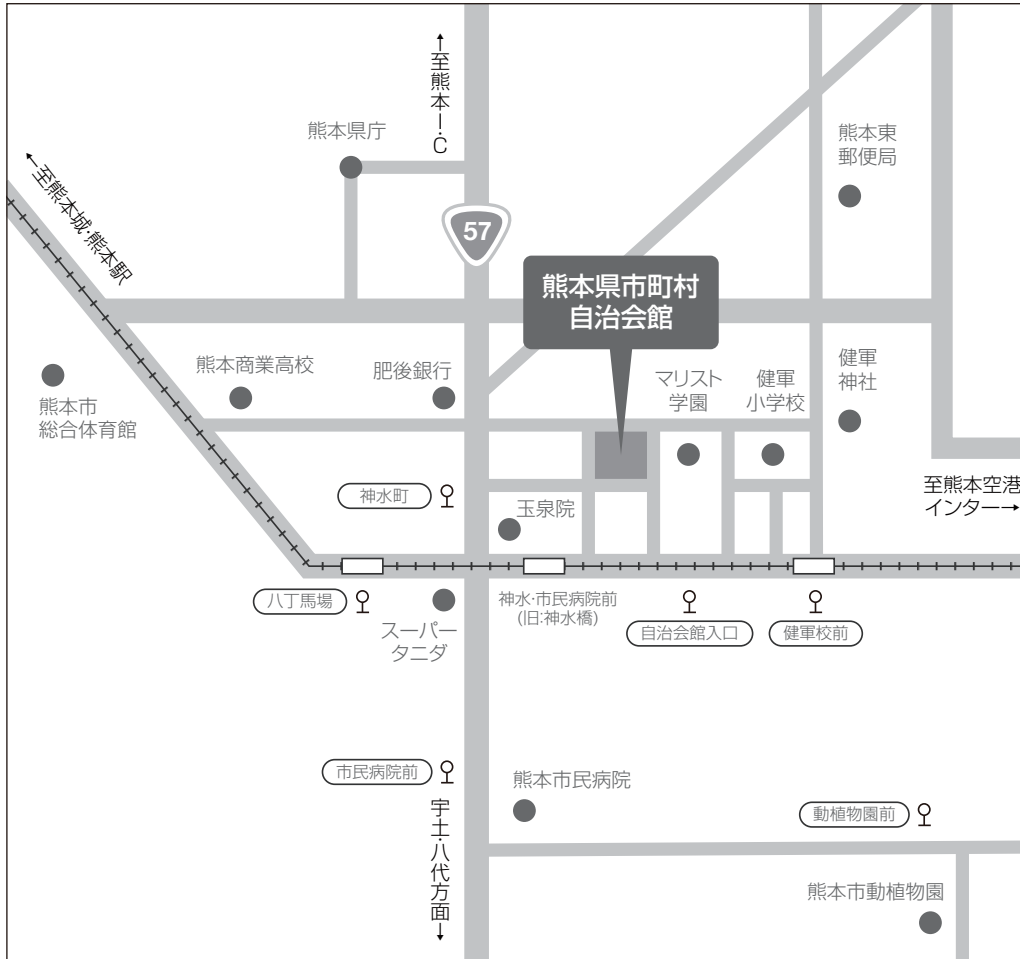 ←至熊本I・C
熊本県庁
熊本東
郵便局
←至熊本城・熊本駅
57
熊本県市町村
自治会館
熊本商業高校
肥後銀行
マリスト
学園
健軍
小学校
健軍
神社
熊本市
総合体育館
神水町
玉泉院
至熊本空港
インター→
八丁馬場
スーパー
タニダ
神水・市民病院前
(旧:神水橋)
自治会館入口
健軍校前
市民病院前
熊本市民病院
宇土・八代方面→
動植物園前
熊本市動植物園